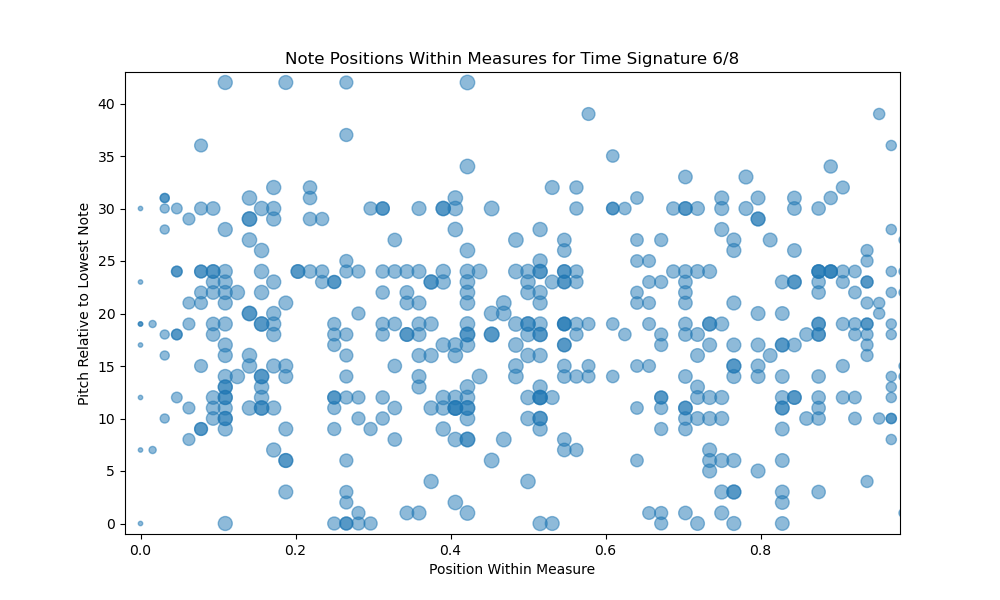 Note Positions Within Measures for Time Signature 6/8
Pitch Relative to Lowest Note
40
35
30
25
20
15
10
5
0
0.0 0.2 0.4 0.6 0.8
Position Within Measure